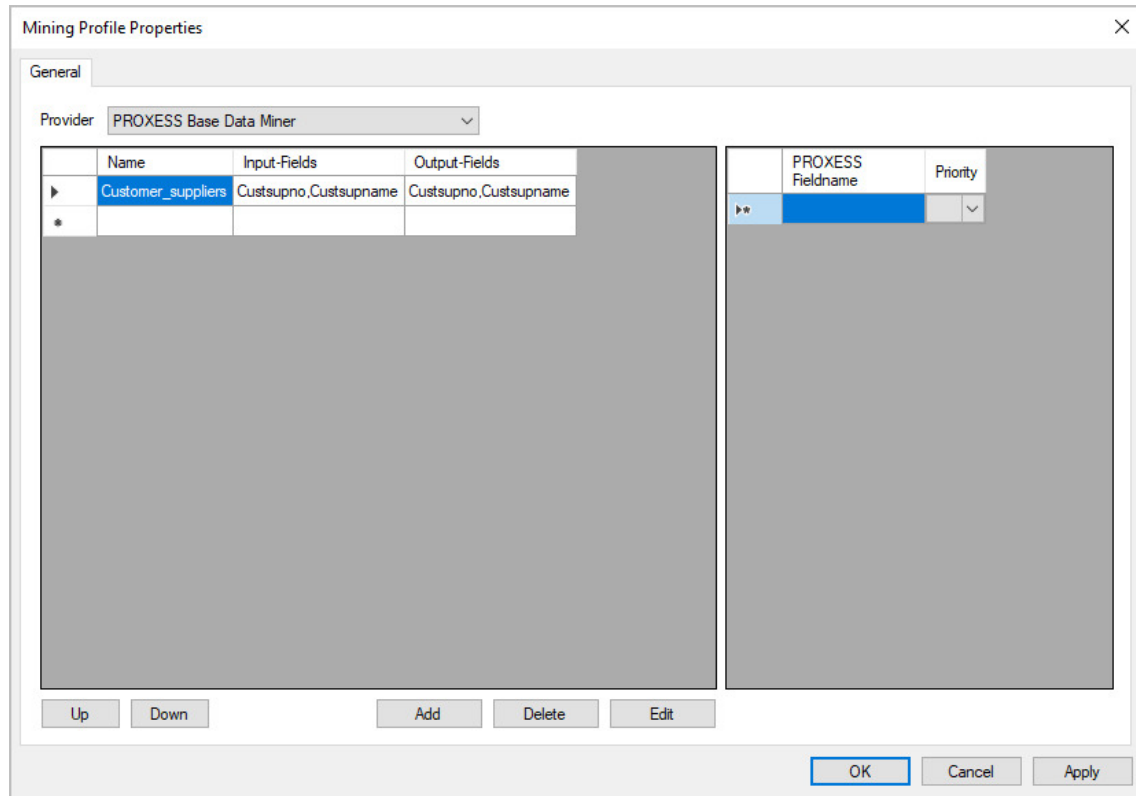 Mining Profile Properties
General
Provider PROXESS Base Data Miner
Name Input-Fields Output-Fields
Customer_suppliers Custsupno,Custsupname Custsupno,Custsupname
PROXESS
Fieldname
Priority
Up Down Add Delete Edit
OK Cancel Apply